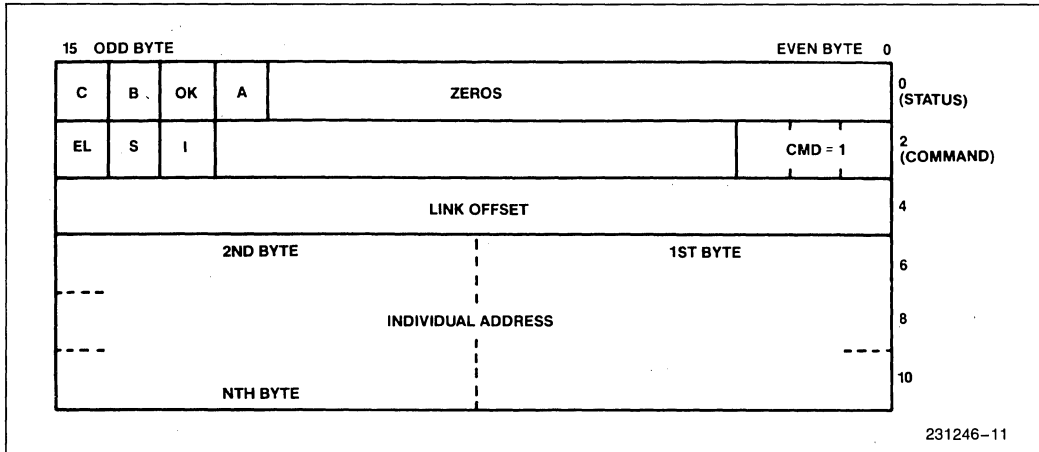 15 ODD BYTE EVEN BYTE 0
C B OK A ZEROS 0
(STATUS)
EL S I CMD = 1 2
(COMMAND)
LINK OFFSET 4
2ND BYTE 1ST BYTE 6
INDIVIDUAL ADDRESS 8
NTH BYTE 10
231246-11